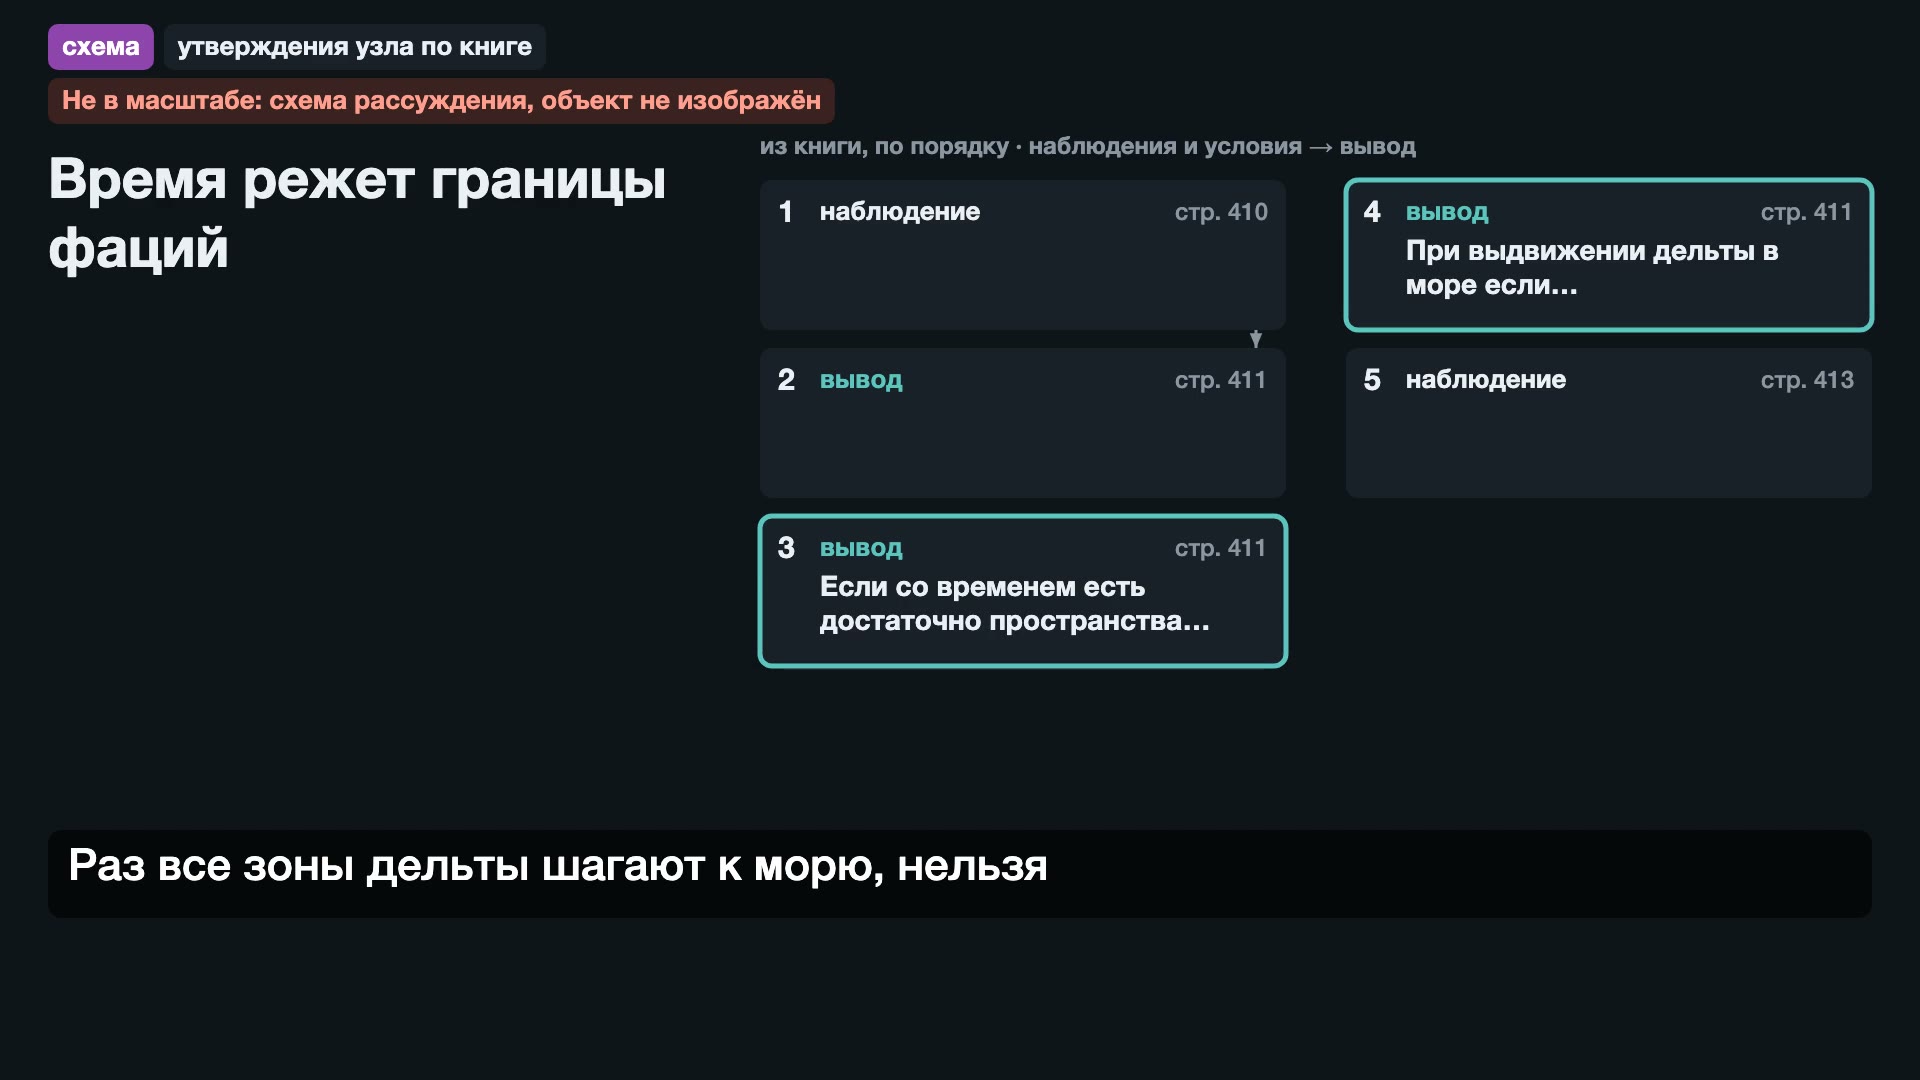 схема
утверждения узла по книге
Не в масштабе: схема рассуждения, объект не изображён
Время режет границы
фаций
из книги, по порядку · наблюдения и условия → вывод
1 наблюдение стр. 410
2 вывод стр. 411
3 вывод стр. 411
Если со временем есть
достаточно пространства...
4 вывод стр. 411
При выдвижении дельты в
море если...
5 наблюдение стр. 413
Раз все зоны дельты шагают к морю, нельзя